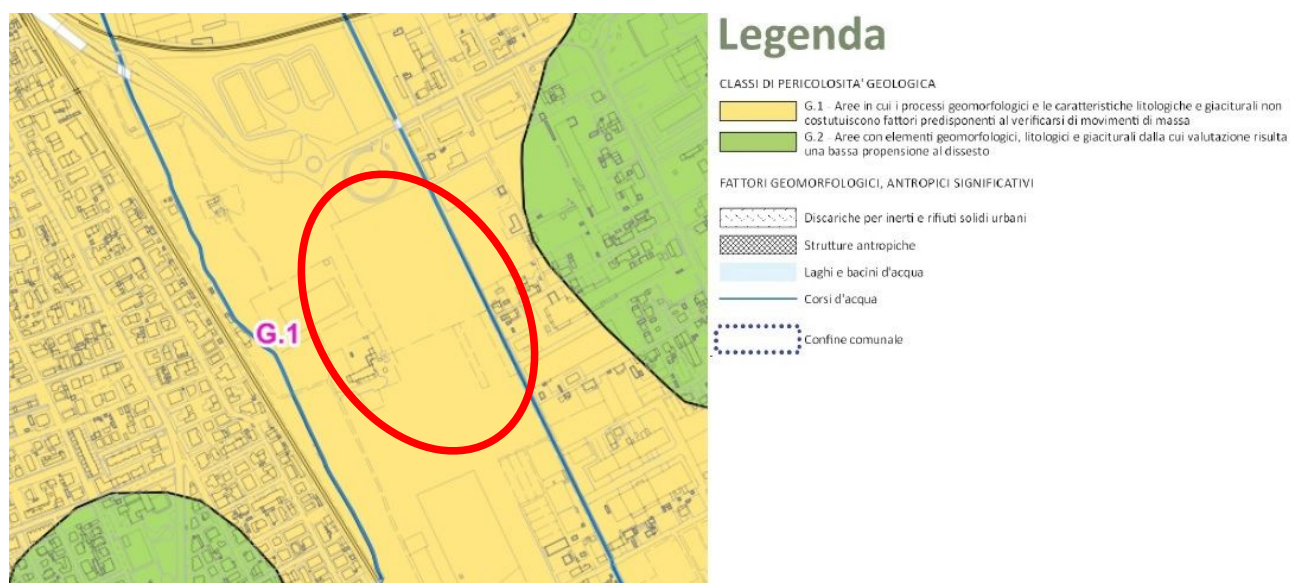 Legenda
CLASSI DI PERICOLOSITA' GEOLOGICA
G.1 - Aree in cui i processi geomorfologici e le caratteristiche litologiche e giaciturali non
costutuiscono fattori predisponenti al verificarsi di movimenti di massa
G.2 - Aree con elementi geomorfologici, litologici e giaciturali dalla cui valutazione risulta
una bassa propensione al dissesto
FATTORI GEOMORFOLOGICI, ANTROPICI SIGNIFICATIVI
Discariche per inerti e rifiuti solidi urbani
Strutture antropiche
Laghi e bacini d'acqua
Corsi d'acqua
Confine comunale
G.1